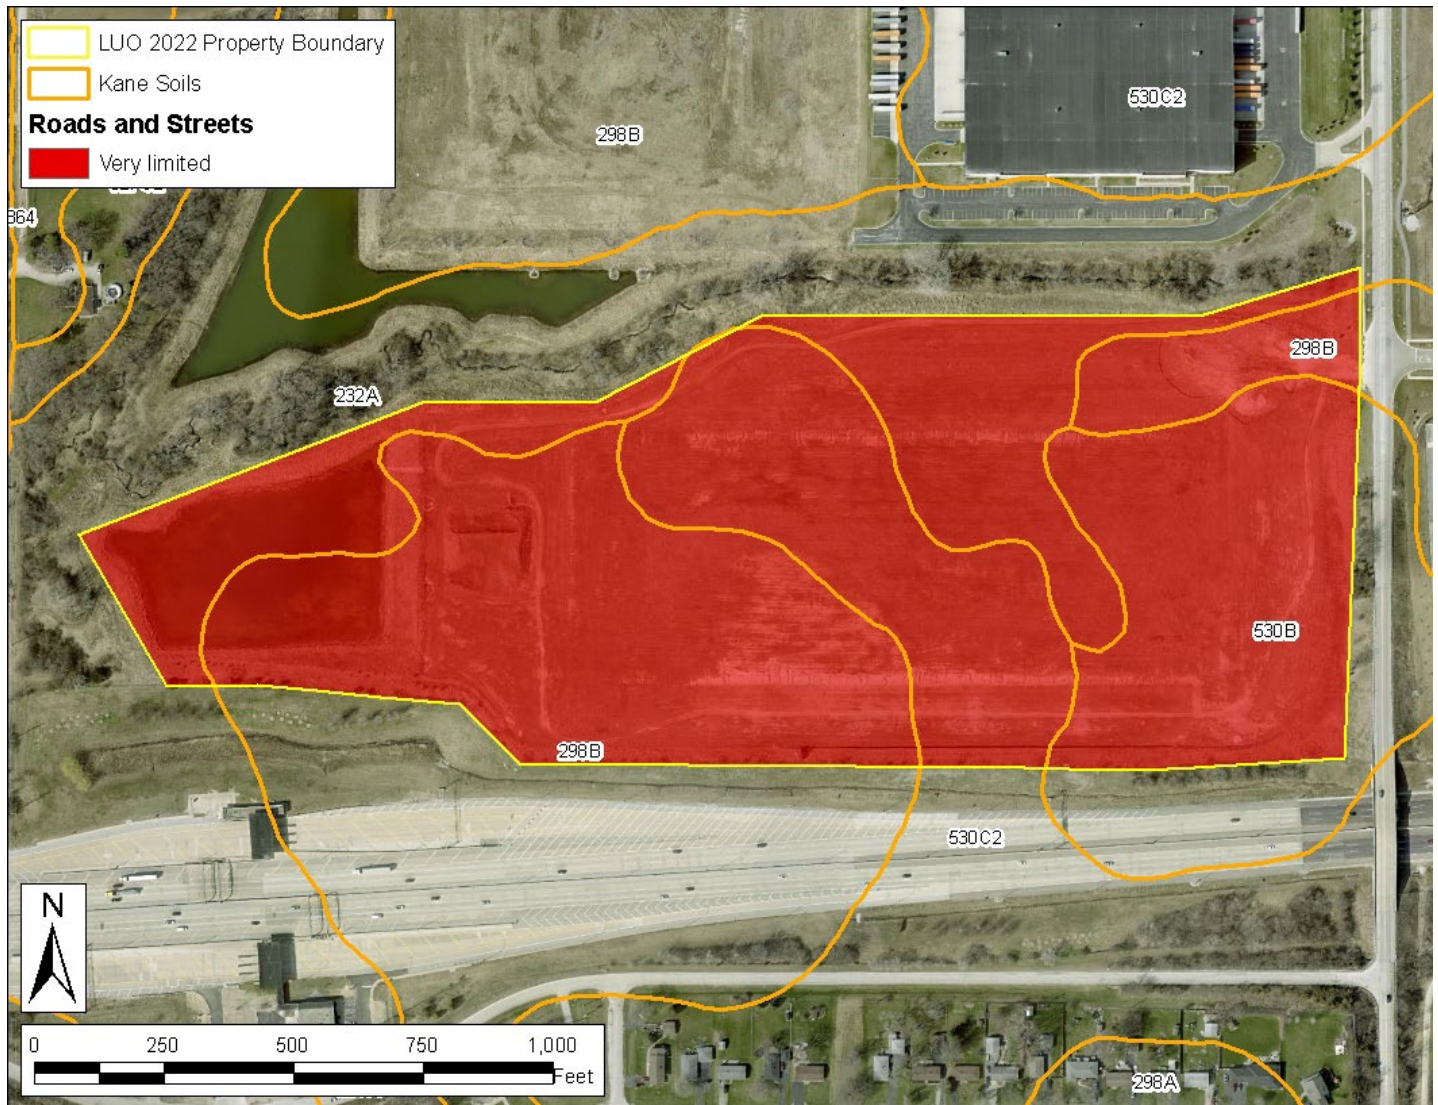 LUO 2022 Property Boundary
Kane Soils
Roads and Streets
Very limited
530C2
298B
864
298B
232A
530B
298B
530C2
N
0 250 500 750 1,000
Feet
298A